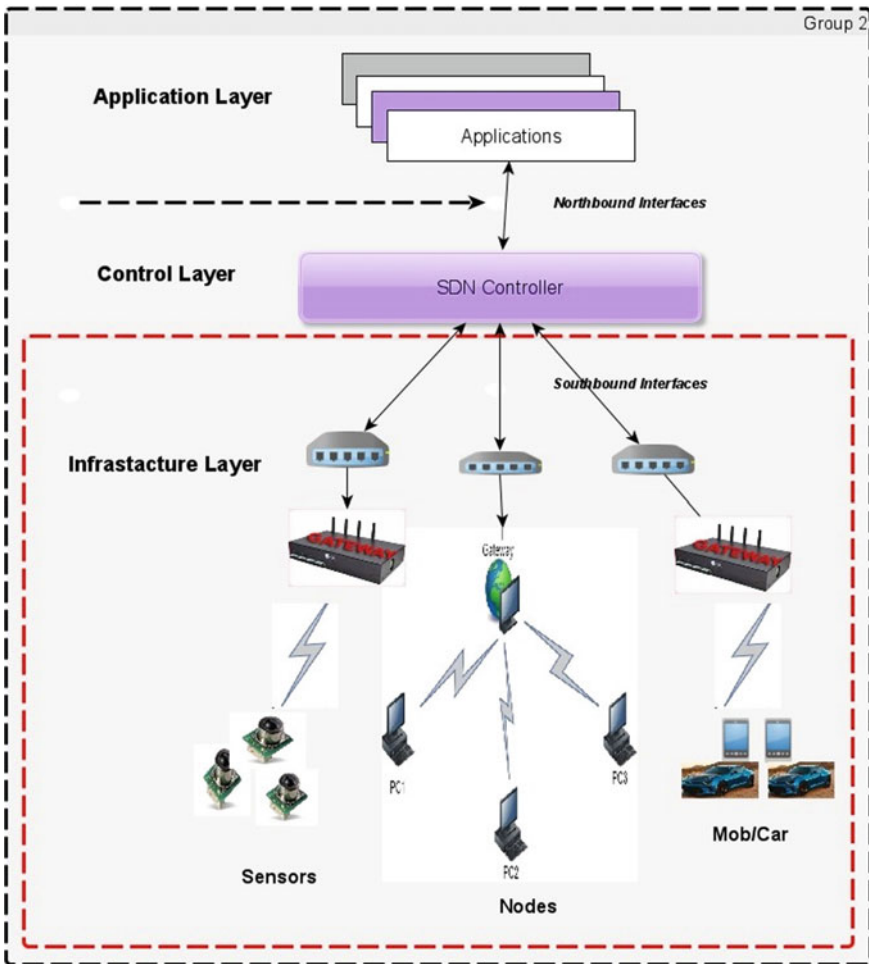 Group 2
Application Layer
Applications
Northbound Interfaces
Control Layer
SDN Controller
Southbound Interfaces
Infrastacture Layer
GATEWAY
Gateway
GATEWAY
PC1
PC3
Mob/Car
PC2
Sensors
Nodes